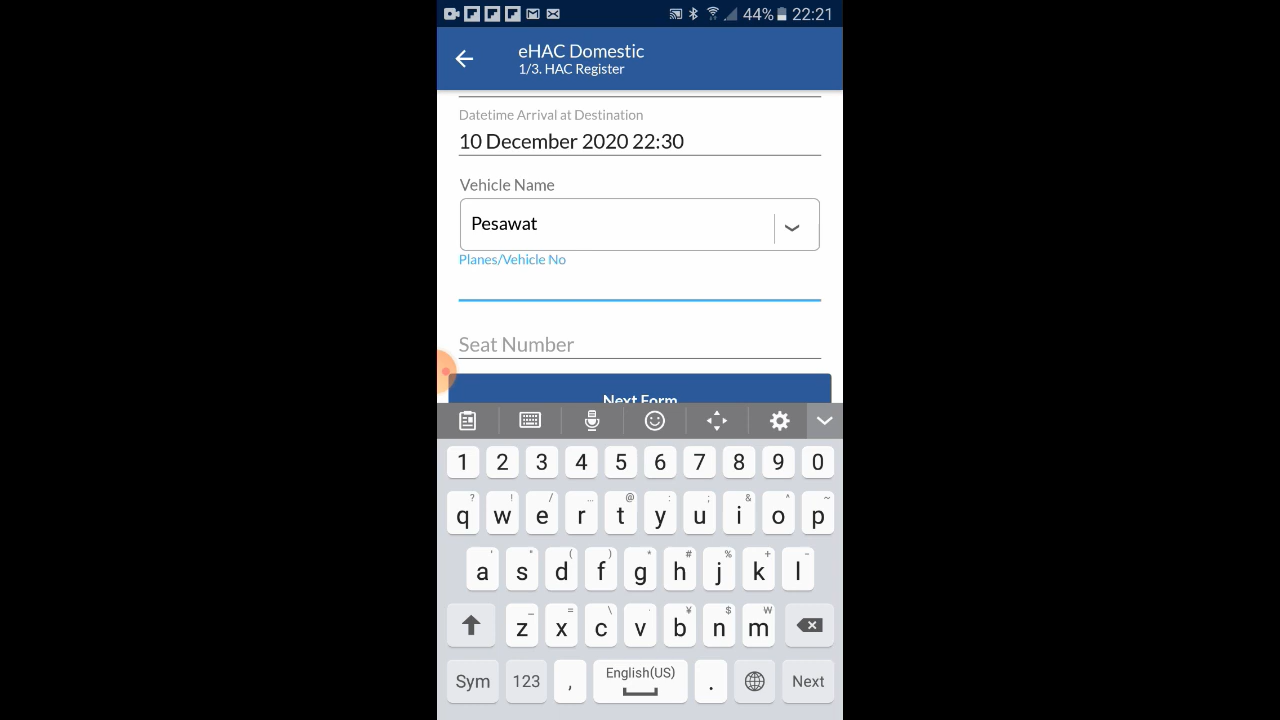 44% 22:21
eHAC Domestic
1/3. HAC Register
Datetime Arrival at Destination
10 December 2020 22:30
Vehicle Name
Pesawat
Planes/Vehicle No
Seat Number
Next Form
1 2 3 4 5 6 7 8 9 0
q w e r t y u i o p
a s d f g h j k l
z x c v b n m
Sym 123 , English(US) . Next